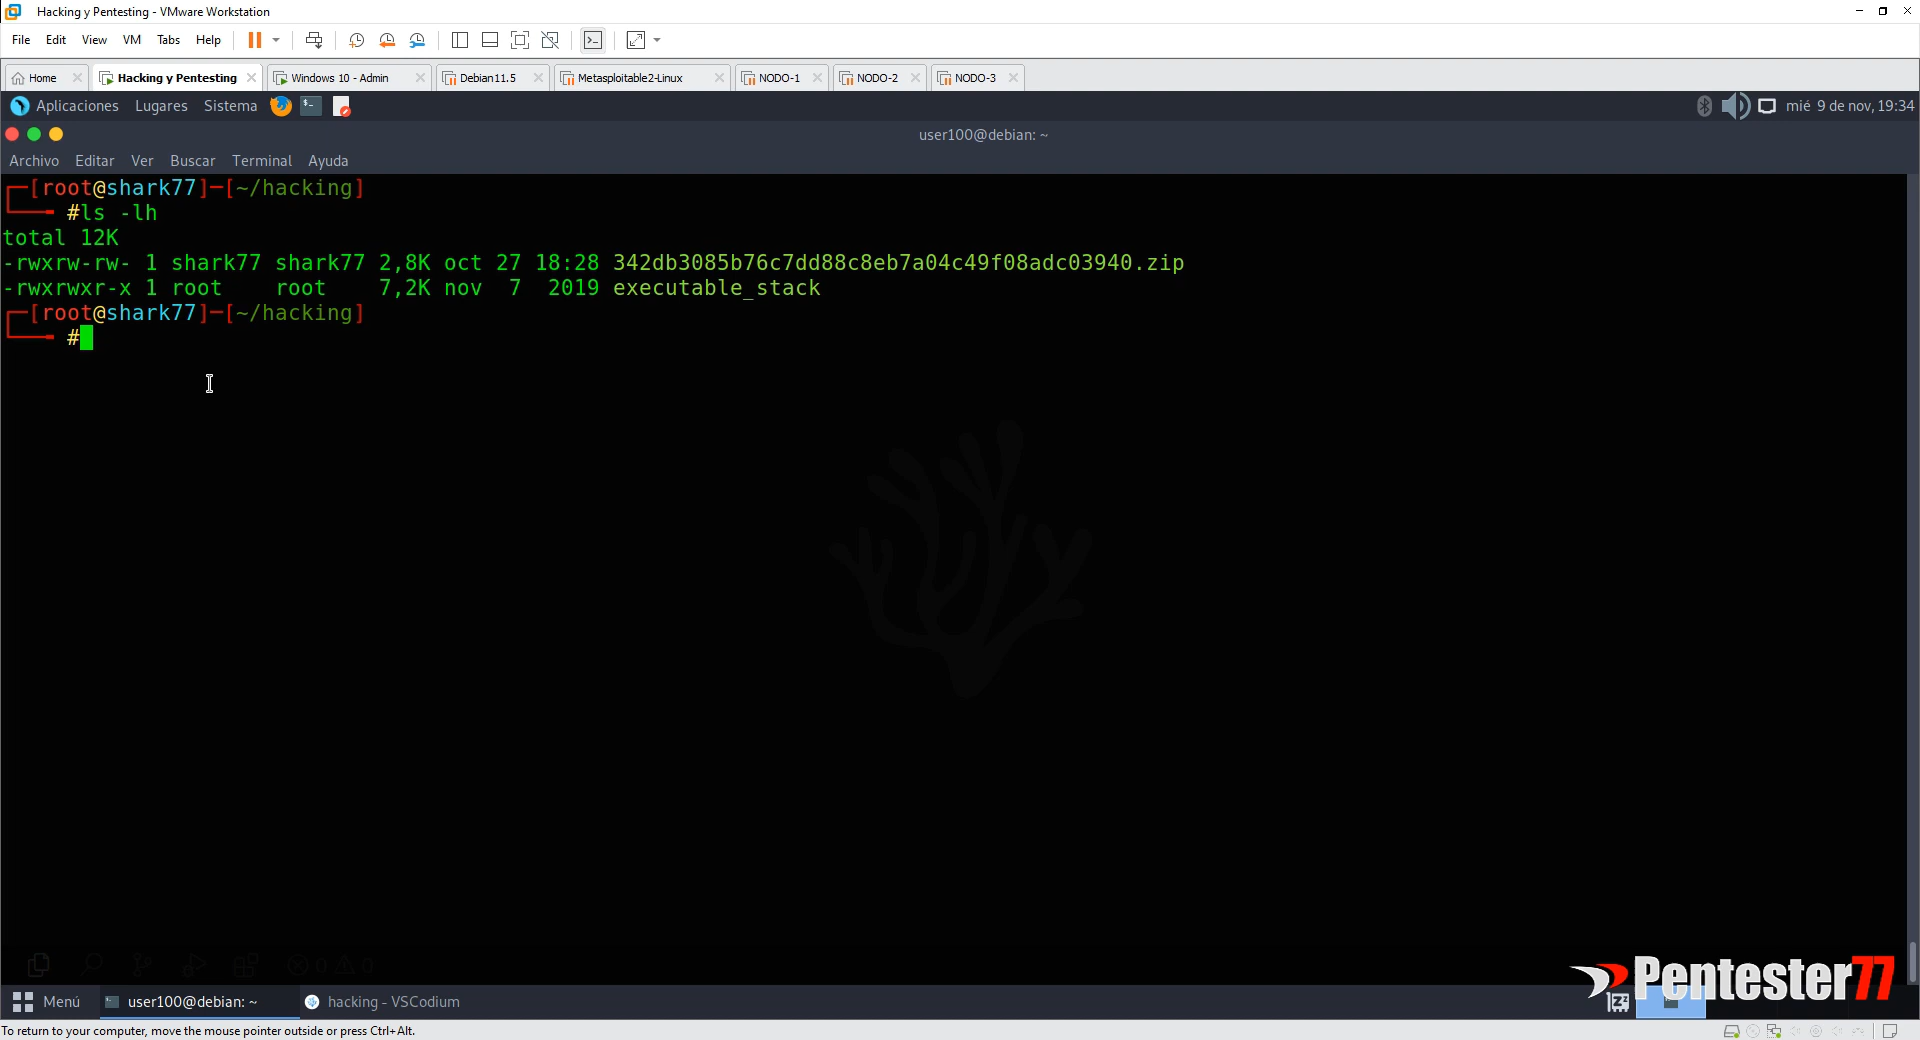 Hacking y Pentesting - VMware Workstation
File Edit View VM Tabs Help
Home Hacking y Pentesting Windows 10 - Admin Debian11.5 Metasploitable2-Linux NODO-1 NODO-2 NODO-3
Aplicaciones Lugares Sistema mié 9 de nov, 19:34
user100@debian: ~
Archivo Editar Ver Buscar Terminal Ayuda
[root@shark77]-[~/hacking]
#ls -lh
total 12K
-rwxrw-rw- 1 shark77 shark77 2,8K oct 27 18:28 342db3085b76c7dd88c8eb7a04c49f08adc03940.zip
-rwxrwxr-x 1 root root 7,2K nov 7 2019 executable_stack
[root@shark77]-[~/hacking]
#
Pentester77
Menú user100@debian: ~ hacking - VSCodium
To return to your computer, move the mouse pointer outside or press Ctrl+Alt.